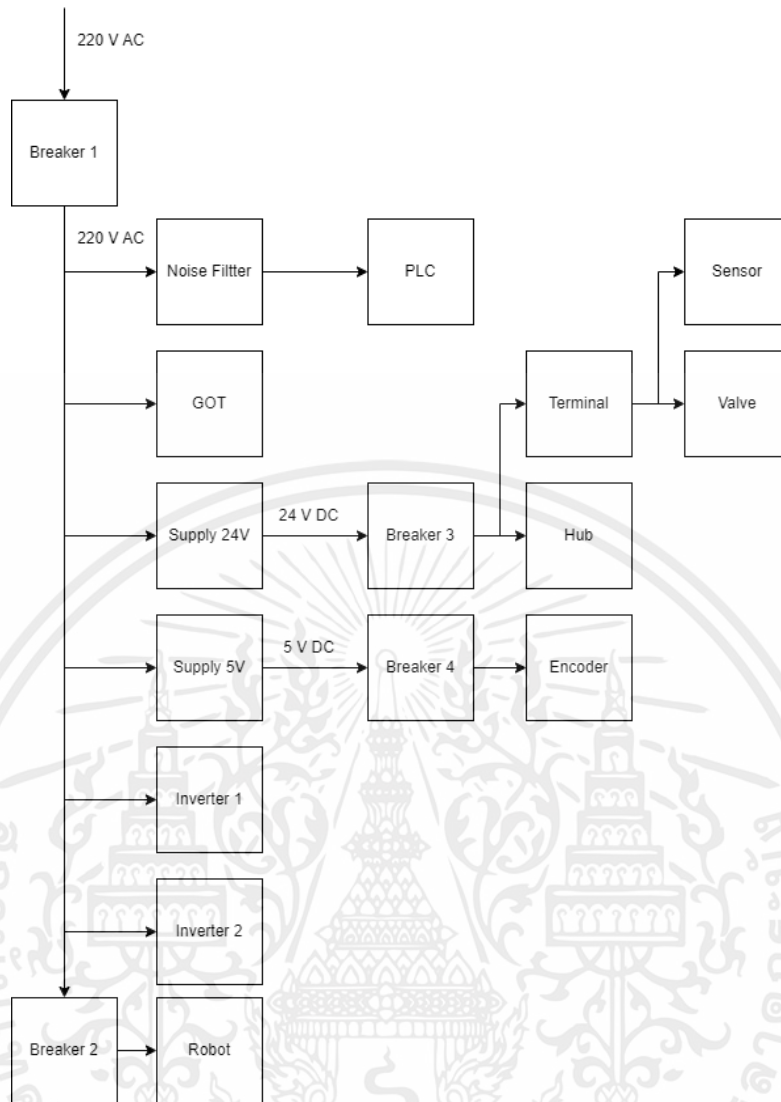 220 V AC
Breaker 1
220 V AC
Noise Filtter
PLC
Sensor
GOT
Terminal
Valve
Supply 24V
24 V DC
Breaker 3
Hub
Supply 5V
5 V DC
Breaker 4
Encoder
Inverter 1
Inverter 2
Breaker 2
Robot